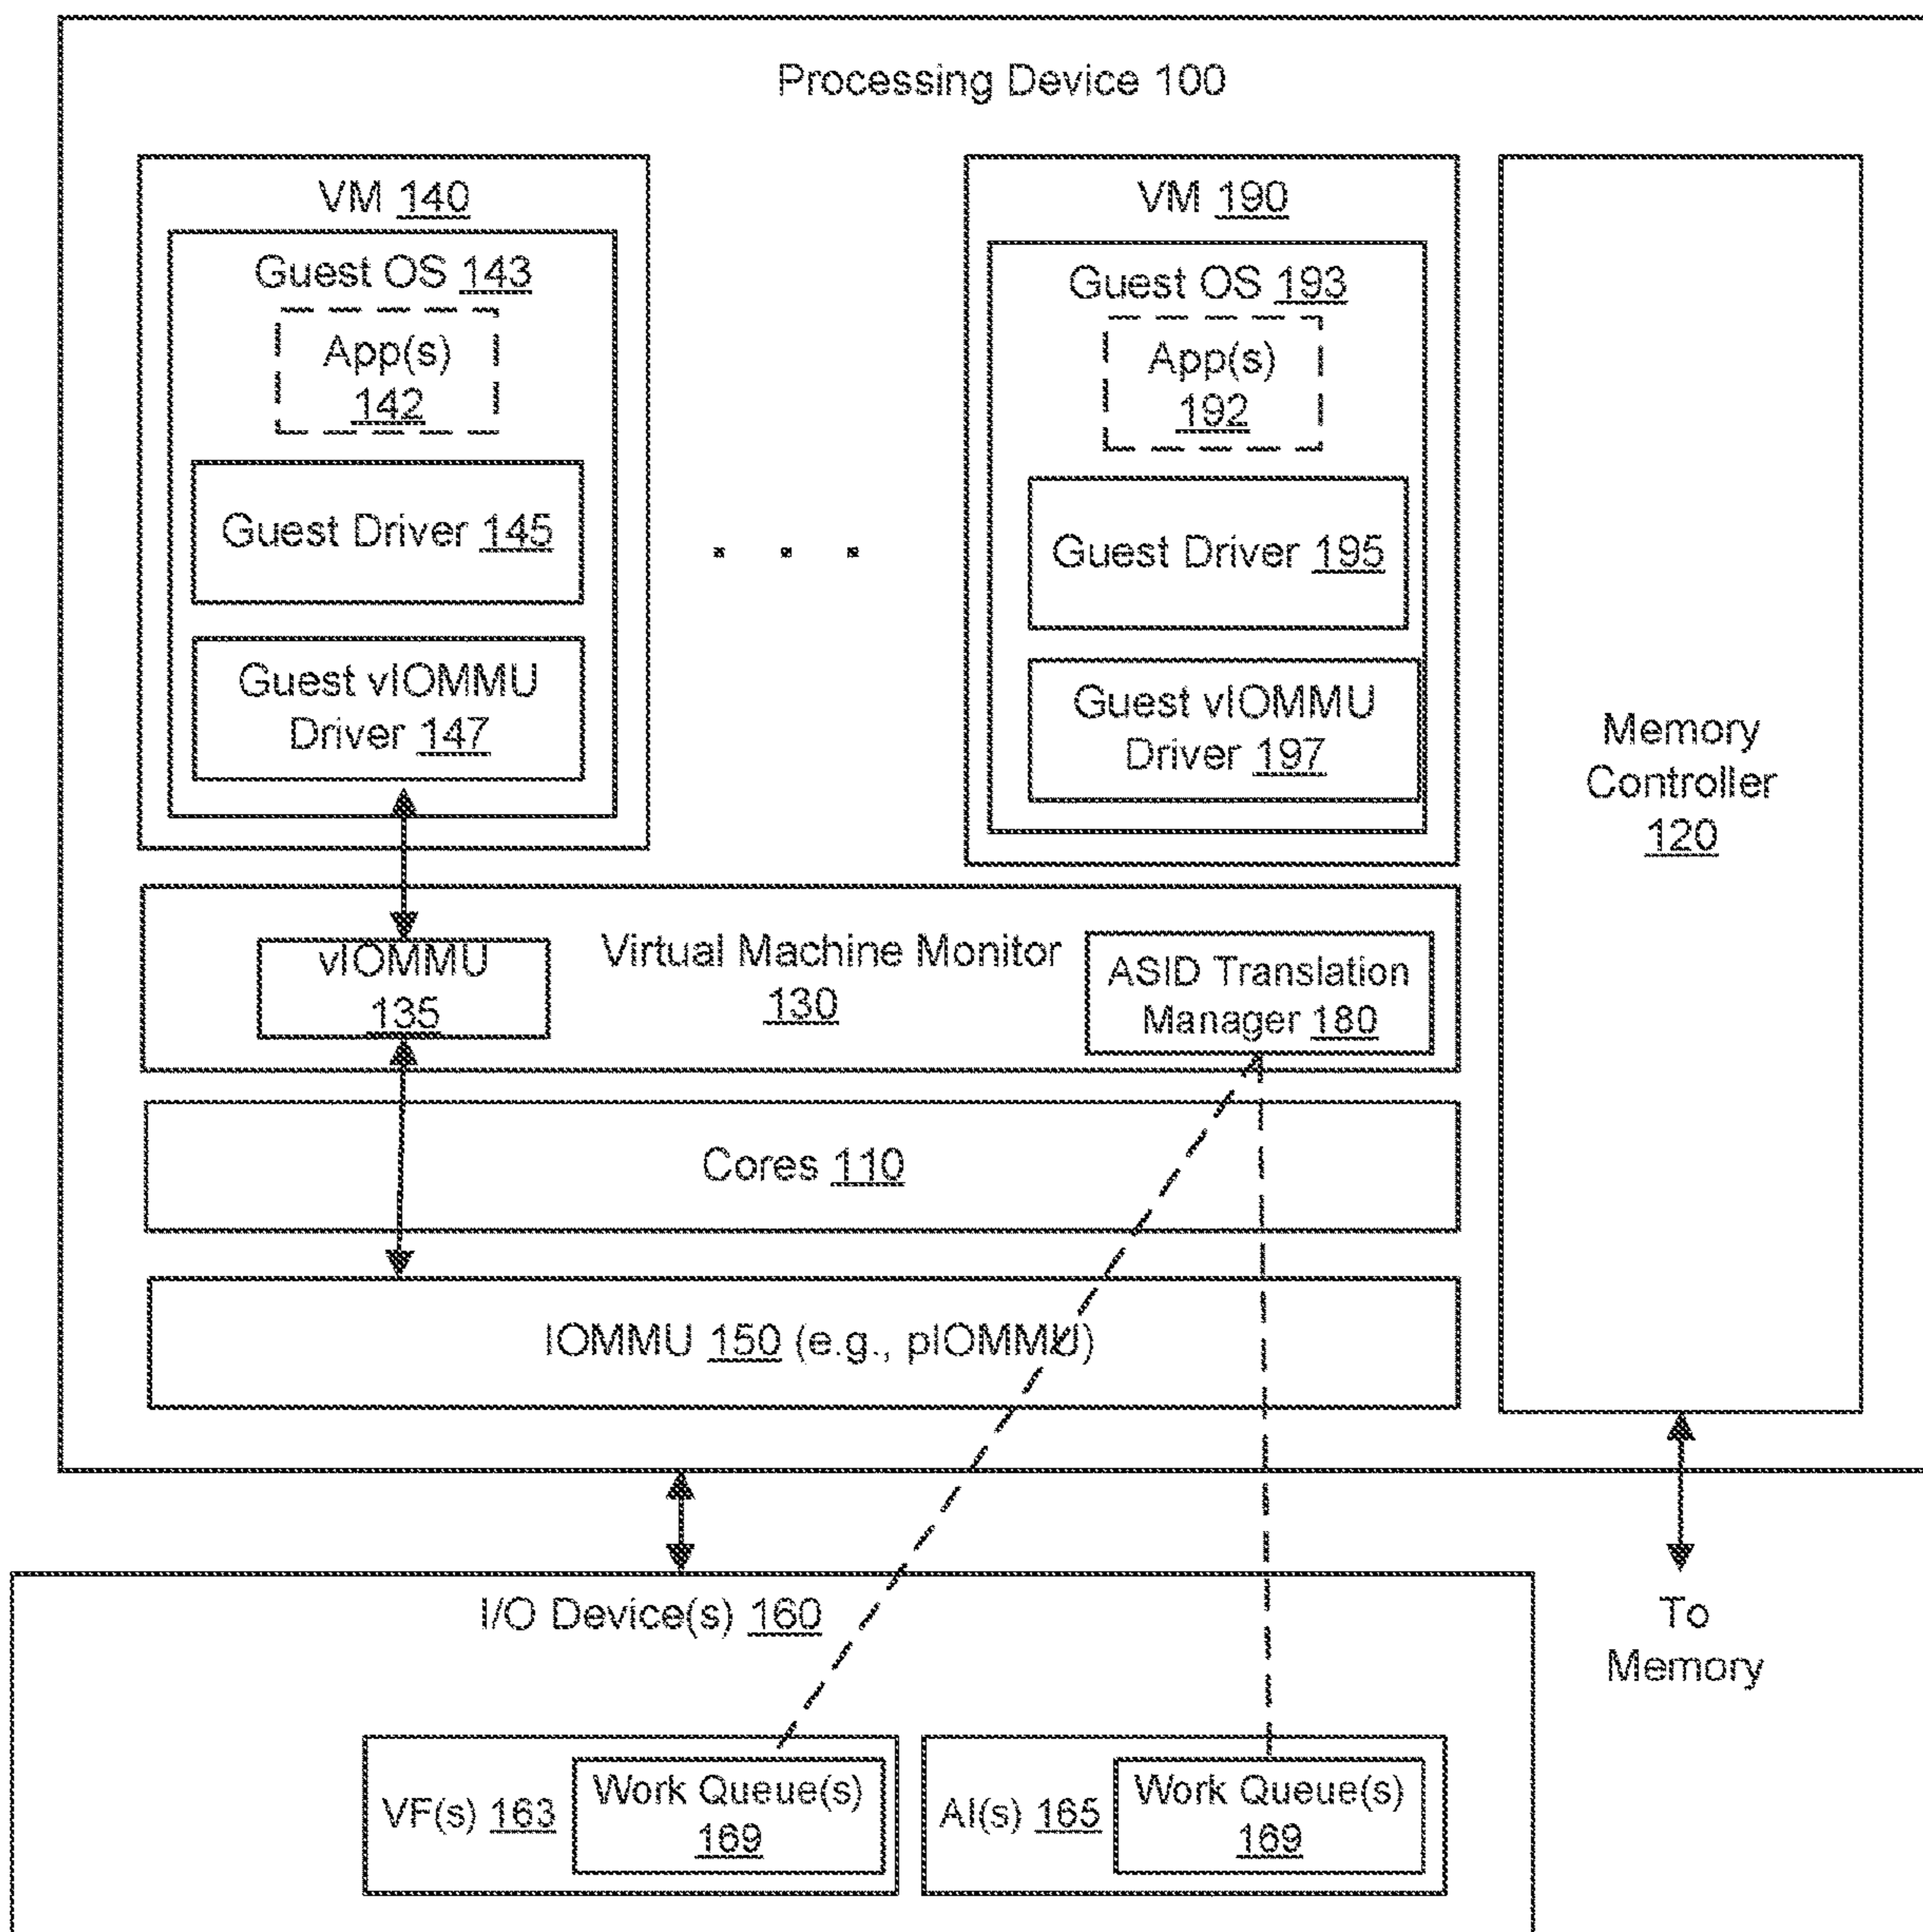 Processing Device 100
VM 140
Guest OS 143
App(s)
142
Guest Driver 145
Guest vIOMMU
Driver 147
. . .
VM 190
Guest OS 193
App(s)
192
Guest Driver 195
Guest vIOMMU
Driver 197
Memory
Controller
120
vIOMMU
135
Virtual Machine Monitor
130
ASID Translation
Manager 180
Cores 110
IOMMU 150 (e.g., pIOMMU)
I/O Device(s) 160
To
Memory
VF(s) 163
Work Queue(s)
169
AI(s) 165
Work Queue(s)
169